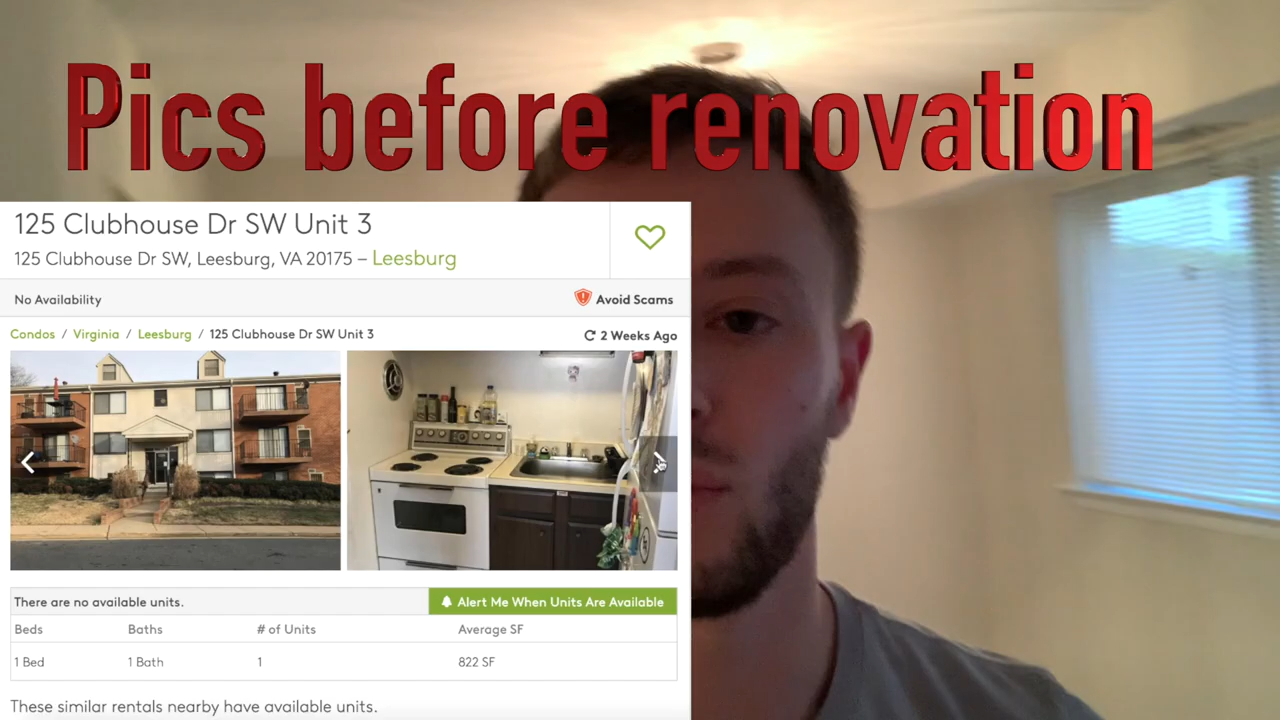 Pics before renovation
125 Clubhouse Dr SW Unit 3
125 Clubhouse Dr SW, Leesburg, VA 20175 – Leesburg
No Availability
Avoid Scams
Condos / Virginia / Leesburg / 125 Clubhouse Dr SW Unit 3
2 Weeks Ago
There are no available units.
Alert Me When Units Are Available
Beds Baths # of Units Average SF
1 Bed 1 Bath 1 822 SF
These similar rentals nearby have available units.